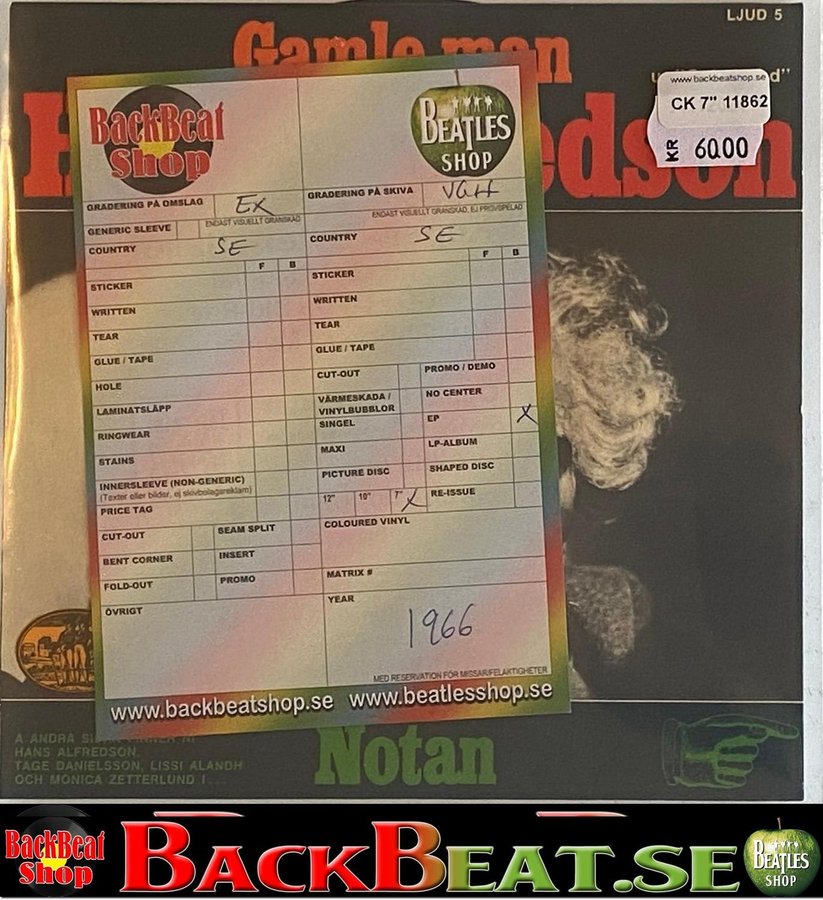 LJUD 5
Gamle man
edson
www.backbeatshop.se
CK 7" 11862
KR 60.00
BackBeat
Shop
BEATLES
SHOP
GRADERING PÅ OMSLAG EX
GRADERING PÅ SKIVA VG++
ENDAST VISUELLT GRANSKAD
ENDAST VISUELLT GRANSKAD, EJ PROVSPELAD
GENERIC SLEEVE
COUNTRY SE
COUNTRY SE
F B
F B
STICKER
STICKER
WRITTEN
WRITTEN
TEAR
TEAR
GLUE / TAPE
GLUE / TAPE
HOLE
CUT-OUT
PROMO / DEMO
LAMINATSLÄPP
VÄRMESKADA /
VINYLBUBBLOR
NO CENTER
RINGWEAR
SINGEL
EP X
STAINS
MAXI
LP-ALBUM
INNERSLEEVE (NON-GENERIC)
(Texter eller bilder, ej skivbolagsreklam)
PICTURE DISC
SHAPED DISC
PRICE TAG
12" 10" 7" X
RE-ISSUE
CUT-OUT
SEAM SPLIT
COLOURED VINYL
BENT CORNER
INSERT
FOLD-OUT
PROMO
MATRIX #
ÖVRIGT
YEAR
1966
MED RESERVATION FÖR MISSAR/FELAKTIGHETER
www.backbeatshop.se www.beatlesshop.se
A ANDRA SI
HANS ALFREDSON,
TAGE DANIELSSON, LISSI ALANDH
OCH MONICA ZETTERLUND I...
Notan
BackBeat
Shop
BACKBEAT.SE
BEATLES
SHOP